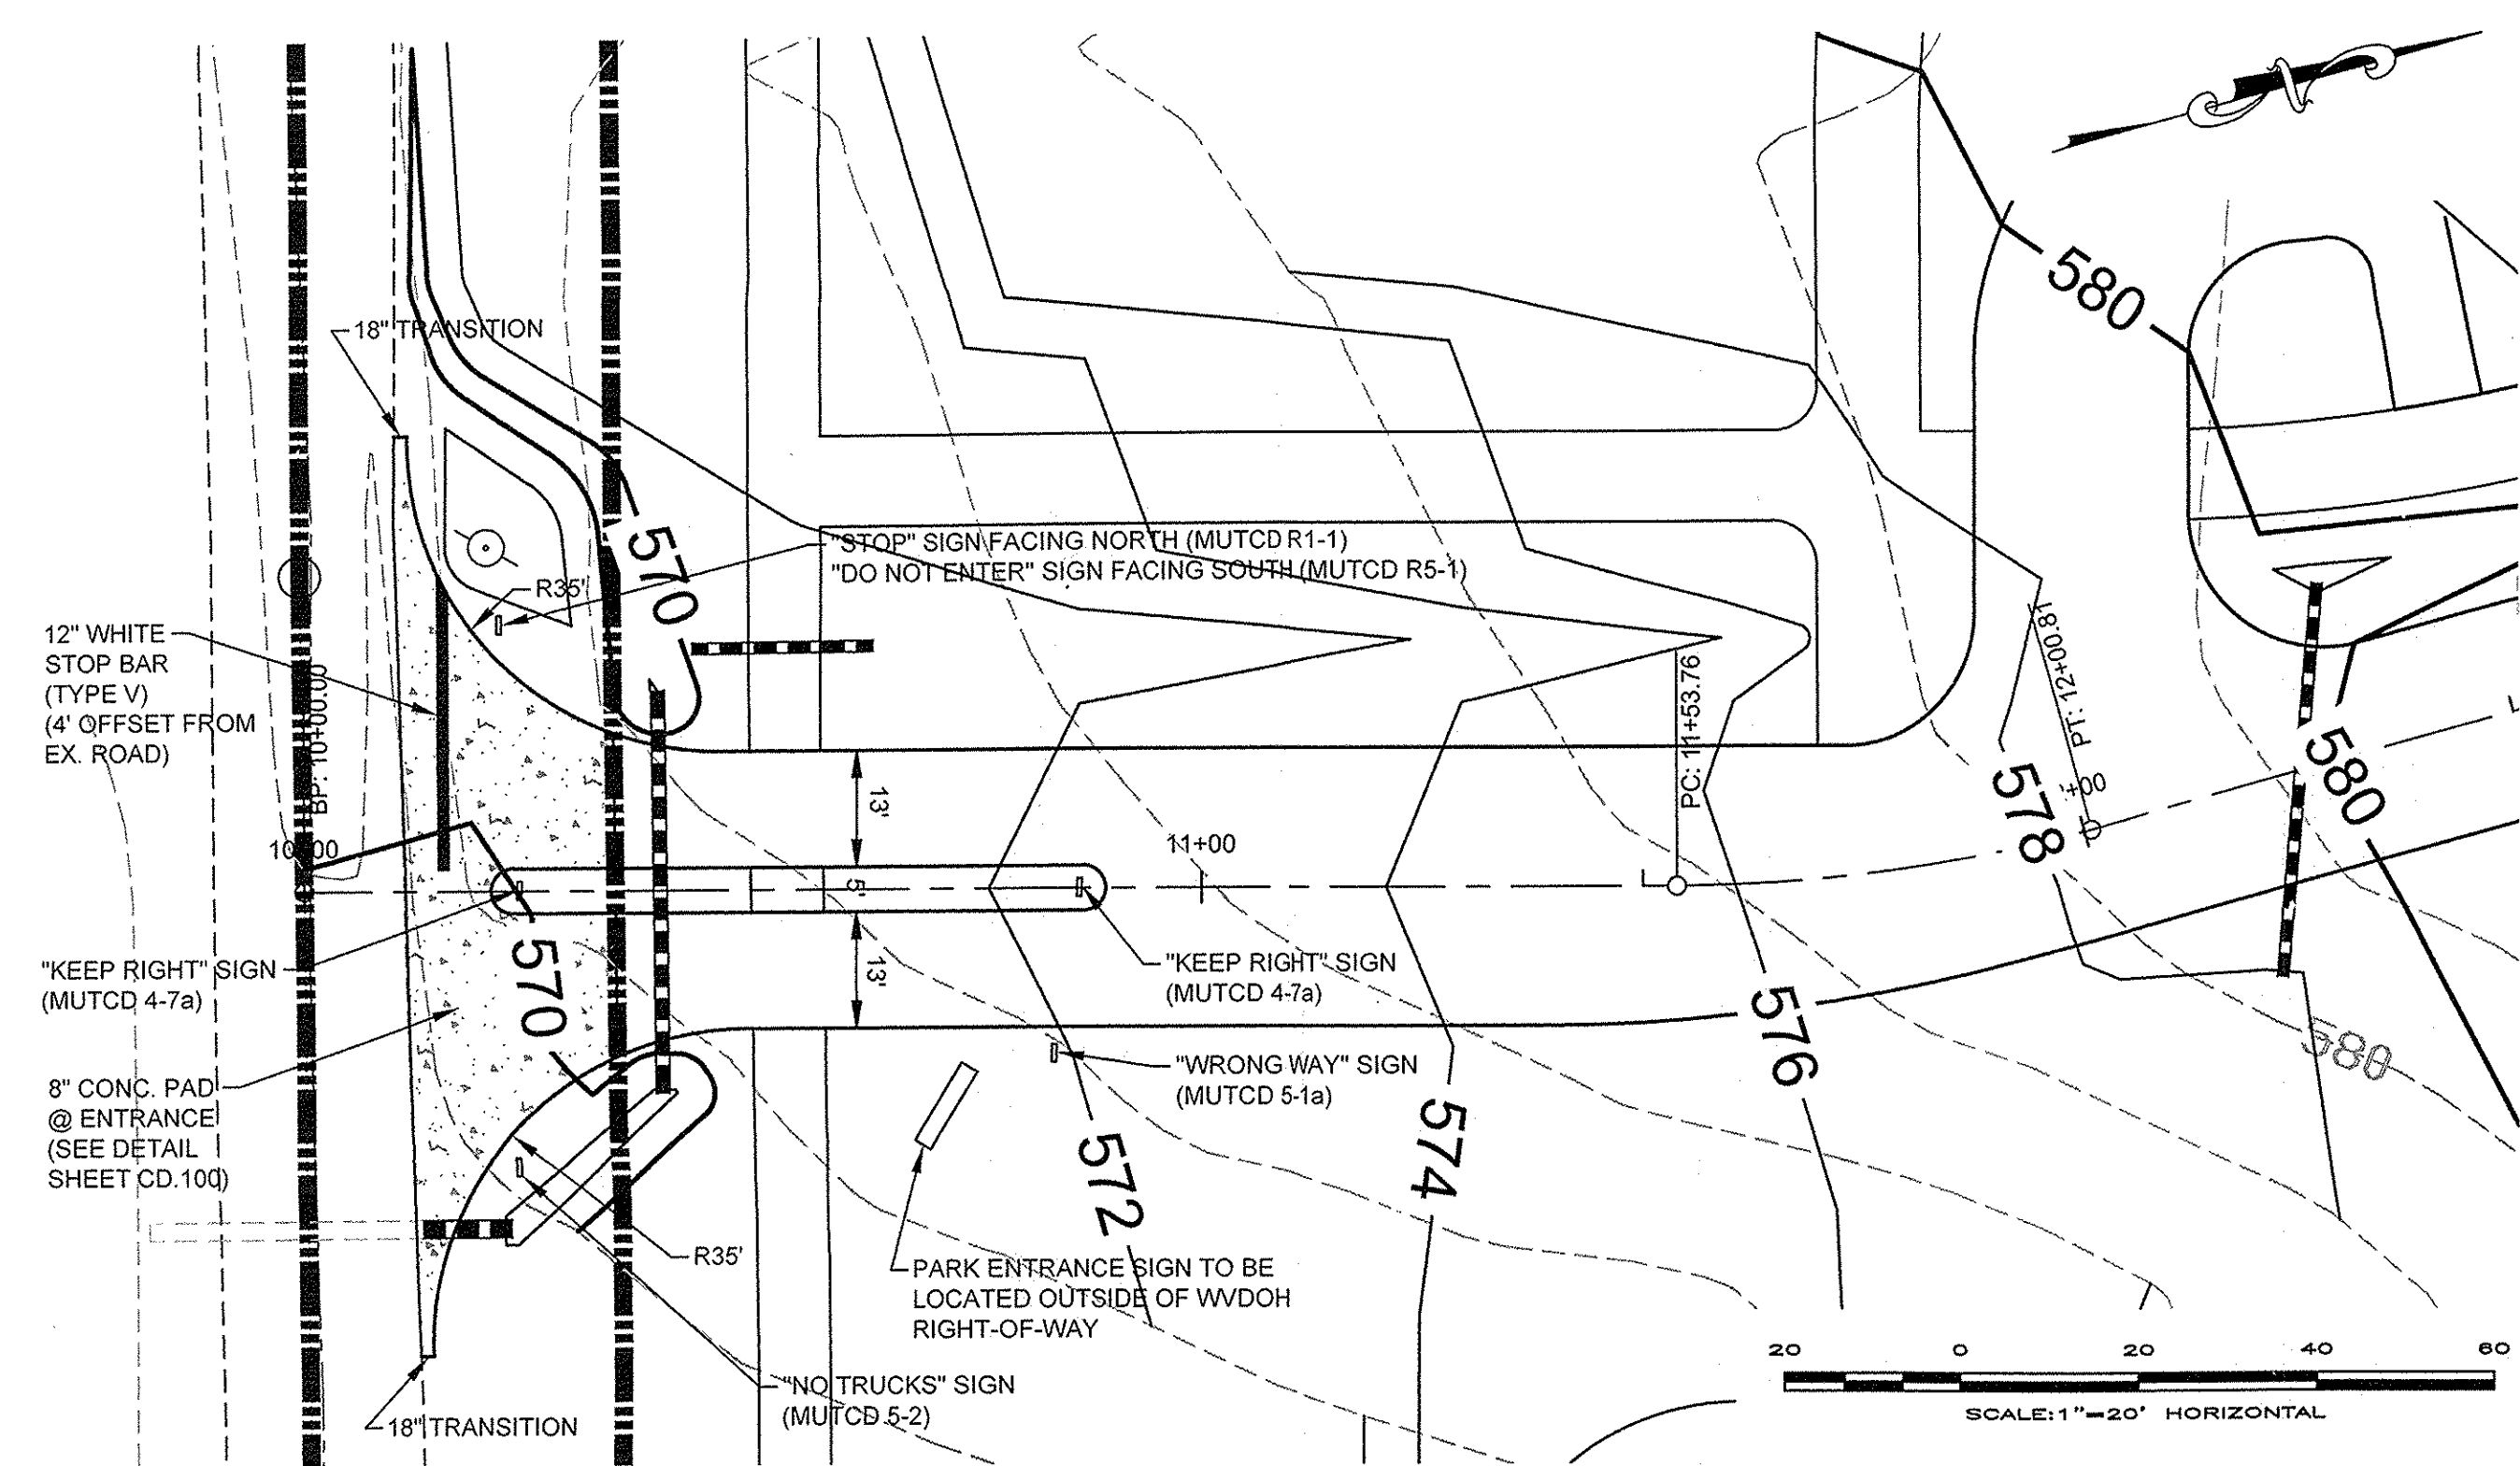 18" TRANSITION
580
570
"STOP" SIGN FACING NORTH (MUTCD R1-1)
"DO NOT ENTER" SIGN FACING SOUTH (MUTCD R5-1)
R35'
12" WHITE
STOP BAR
(TYPE V)
(4' OFFSET FROM
EX. ROAD)
BP: 10+00.00
10+00
13'
5'
13'
11+00
PC: 11+53.76
PT: 12+00.81
+00
578
580
"KEEP RIGHT" SIGN
(MUTCD 4-7a)
570
"KEEP RIGHT" SIGN
(MUTCD 4-7a)
8" CONC. PAD
@ ENTRANCE
(SEE DETAIL
SHEET CD.100)
"WRONG WAY" SIGN
(MUTCD 5-1a)
572
574
576
580
R35'
PARK ENTRANCE SIGN TO BE
LOCATED OUTSIDE OF WVDOH
RIGHT-OF-WAY
"NO TRUCKS" SIGN
(MUTCD 5-2)
18" TRANSITION
20 0 20 40 60
SCALE:1"=20' HORIZONTAL
N